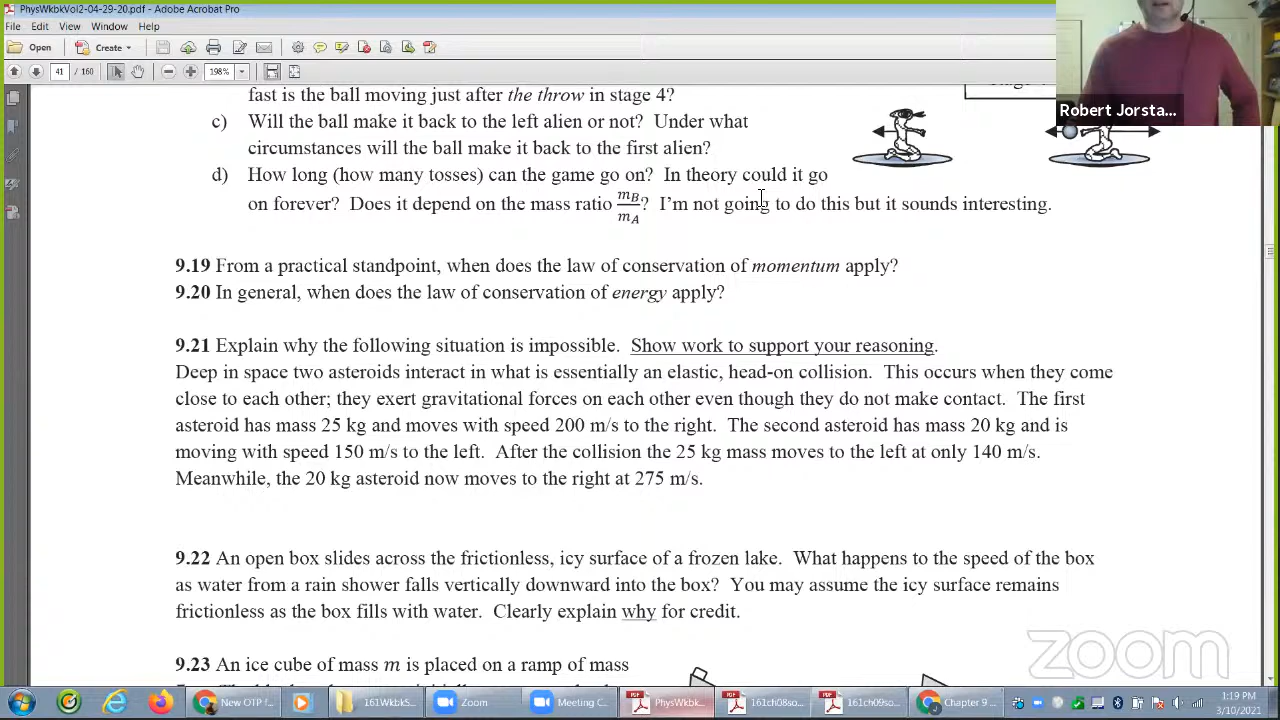 PhysWkbkVol2-04-29-20.pdf - Adobe Acrobat Pro
File Edit View Window Help
Open Create
41 / 160 198%
fast is the ball moving just after the throw in stage 4?
c) Will the ball make it back to the left alien or not? Under what
circumstances will the ball make it back to the first alien?
d) How long (how many tosses) can the game go on? In theory could it go
on forever? Does it depend on the mass ratio m_B/m_A? I'm not going to do this but it sounds interesting.
Robert Jorsta...
9.19 From a practical standpoint, when does the law of conservation of momentum apply?
9.20 In general, when does the law of conservation of energy apply?
9.21 Explain why the following situation is impossible. Show work to support your reasoning.
Deep in space two asteroids interact in what is essentially an elastic, head-on collision. This occurs when they come
close to each other; they exert gravitational forces on each other even though they do not make contact. The first
asteroid has mass 25 kg and moves with speed 200 m/s to the right. The second asteroid has mass 20 kg and is
moving with speed 150 m/s to the left. After the collision the 25 kg mass moves to the left at only 140 m/s.
Meanwhile, the 20 kg asteroid now moves to the right at 275 m/s.
9.22 An open box slides across the frictionless, icy surface of a frozen lake. What happens to the speed of the box
as water from a rain shower falls vertically downward into the box? You may assume the icy surface remains
frictionless as the box fills with water. Clearly explain why for credit.
zoom
9.23 An ice cube of mass m is placed on a ramp of mass
New OTP f... 161WkbkS... Zoom Meeting C... PhysWkbk... 161ch08so... 161ch09so... Chapter 9 ...
1:19 PM
3/10/2021